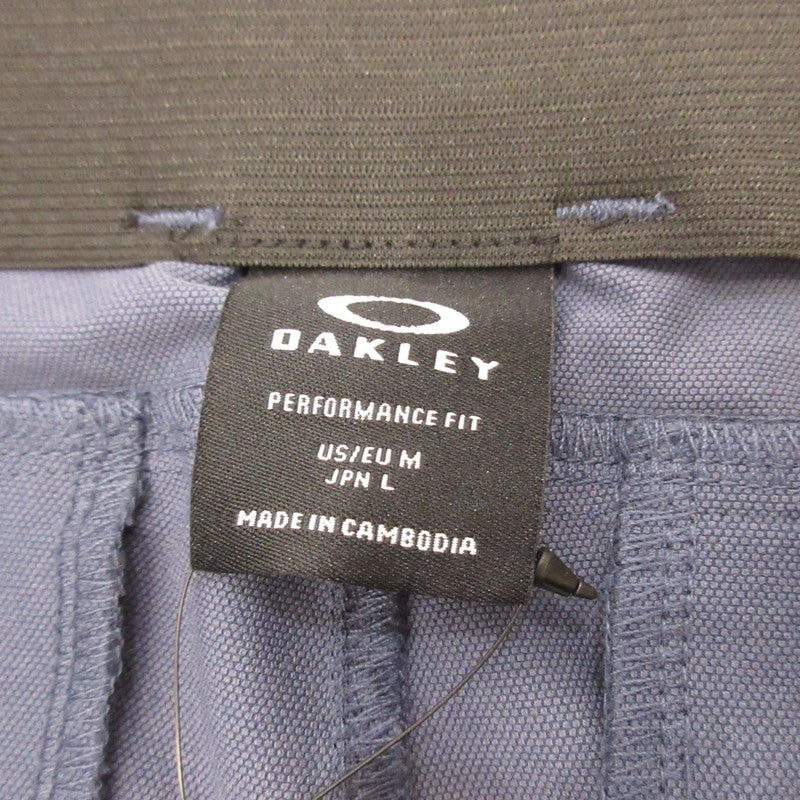 OAKLEY
PERFORMANCE FIT
US/EU M
JPN L
MADE IN CAMBODIA